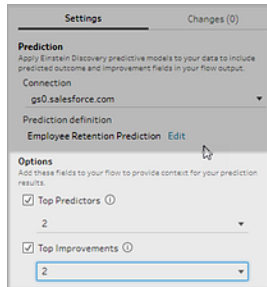 Settings
Changes (0)
Prediction
Apply Einstein Discovery predictive models to your data to include
predicted outcome and improvement fields in your flow output.
Connection
gs0.salesforce.com
Prediction definition
Employee Retention Prediction Edit
Options
Add these fields to your flow to provide context for your prediction
results.
Top Predictors
2
Top Improvements
2